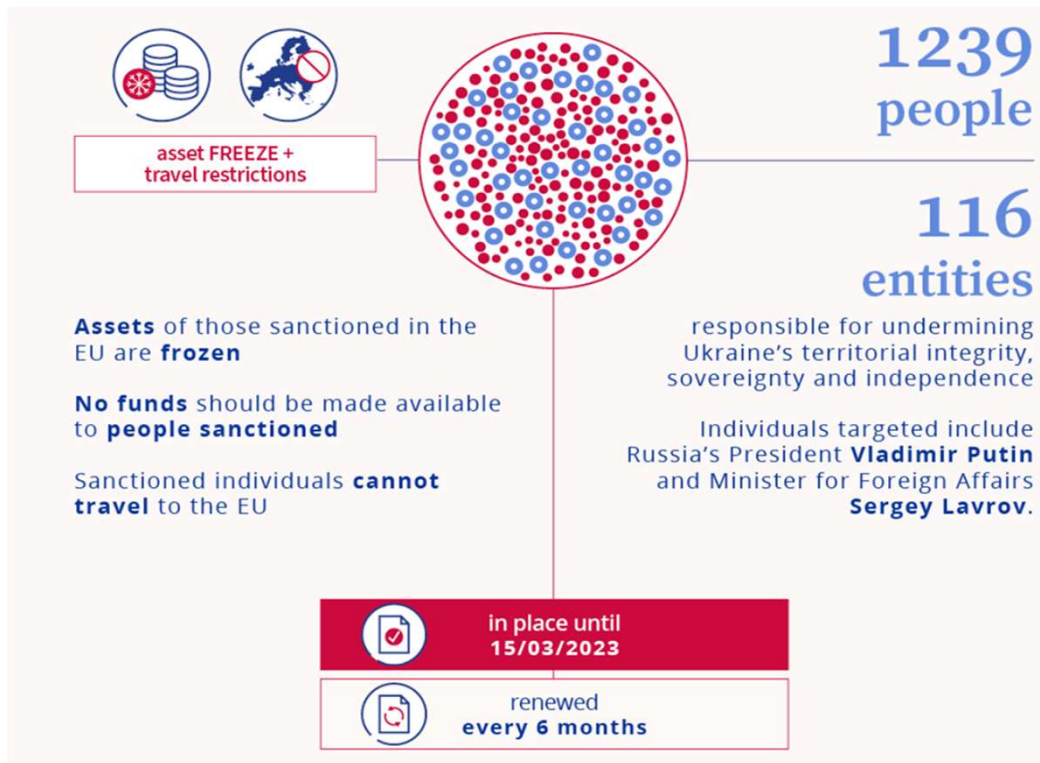 1239
people
asset FREEZE +
travel restrictions
116
entities
Assets of those sanctioned in the
EU are frozen
No funds should be made available
to people sanctioned
Sanctioned individuals cannot
travel to the EU
responsible for undermining
Ukraine’s territorial integrity,
sovereignty and independence
Individuals targeted include
Russia’s President Vladimir Putin
and Minister for Foreign Affairs
Sergey Lavrov.
in place until
15/03/2023
renewed
every 6 months